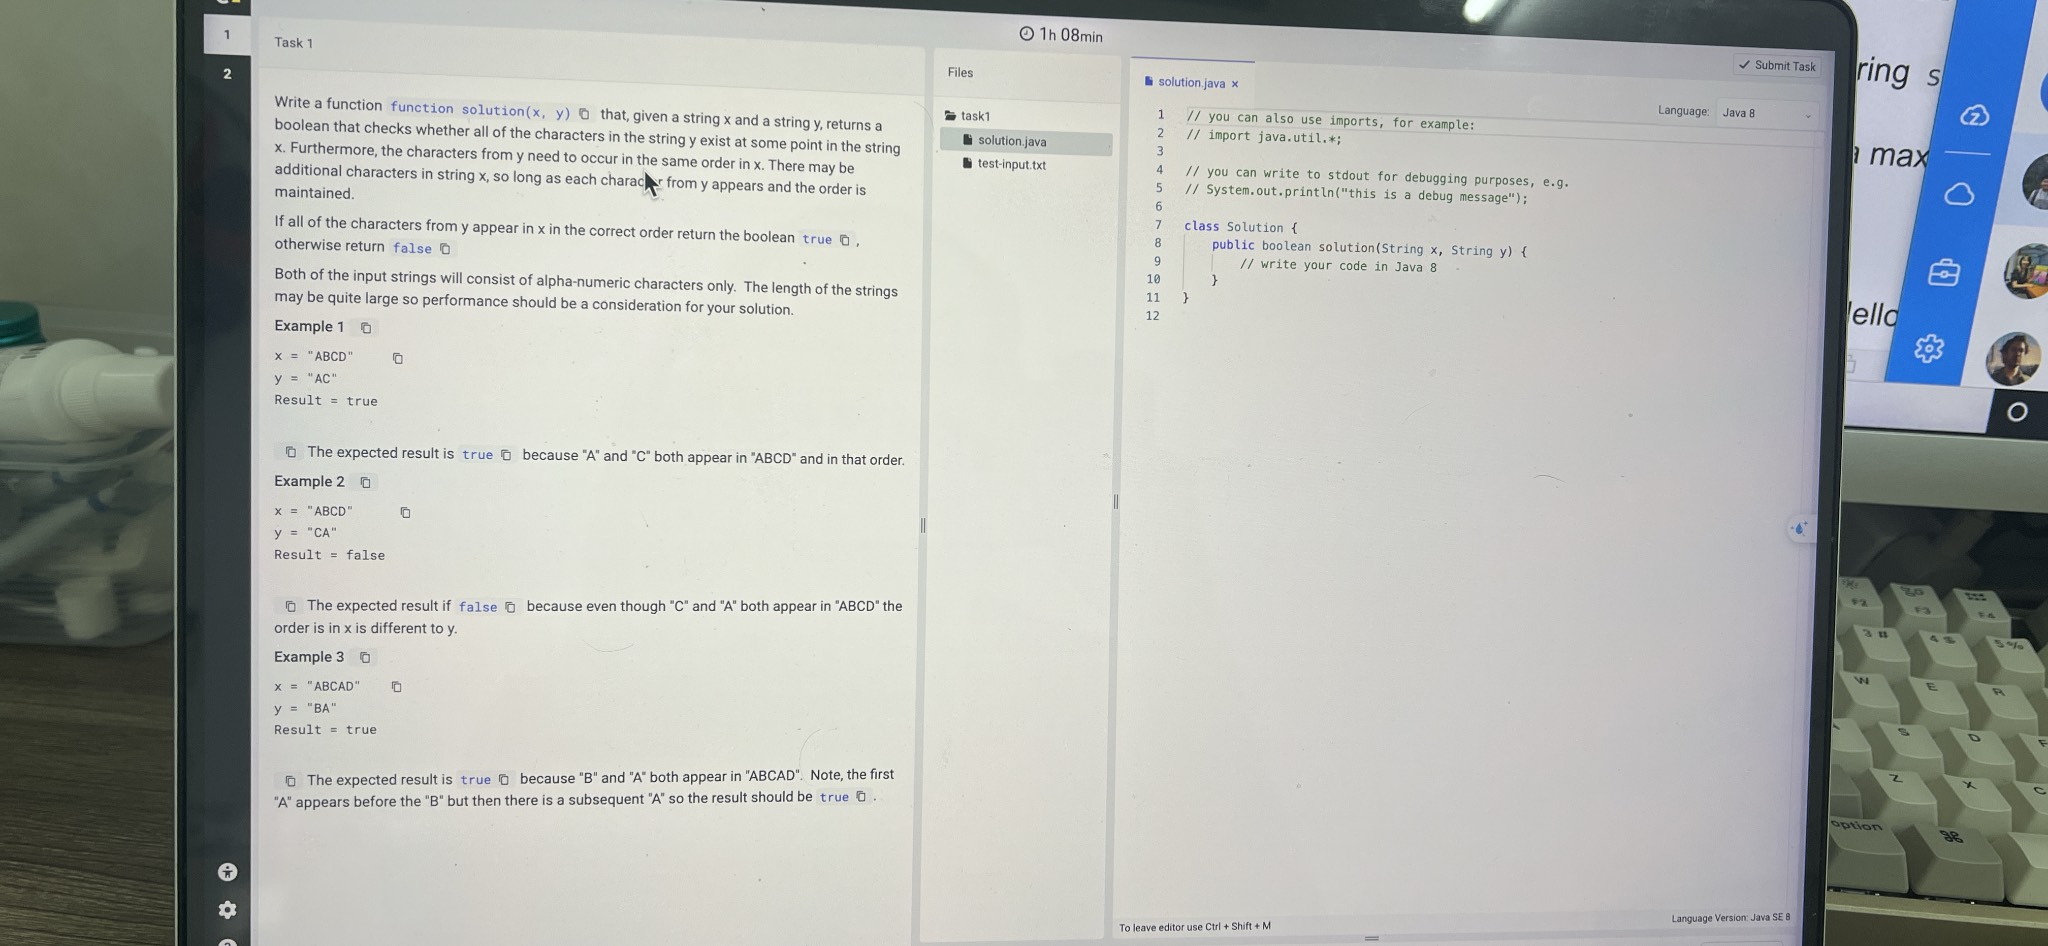 1
2
Task 1
1h 08min
Write a function function solution(x, y) that, given a string x and a string y, returns a
boolean that checks whether all of the characters in the string y exist at some point in the string
x. Furthermore, the characters from y need to occur in the same order in x. There may be
additional characters in string x, so long as each charac r from y appears and the order is
maintained.
If all of the characters from y appear in x in the correct order return the boolean true ,
otherwise return false
Both of the input strings will consist of alpha-numeric characters only. The length of the strings
may be quite large so performance should be a consideration for your solution.
Example 1
x = "ABCD"
y = "AC"
Result = true
The expected result is true because "A" and "C" both appear in "ABCD" and in that order.
Example 2
x = "ABCD"
y = "CA"
Result = false
The expected result if false because even though "C" and "A" both appear in "ABCD" the
order is in x is different to y.
Example 3
x = "ABCAD"
y = "BA"
Result = true
The expected result is true because "B" and "A" both appear in "ABCAD". Note, the first
"A" appears before the "B" but then there is a subsequent "A" so the result should be true .
Files
task1
solution.java
test-input.txt
solution.java ×
Submit Task
Language: Java 8
1 // you can also use imports, for example:
2 // import java.util.*;
3
4 // you can write to stdout for debugging purposes, e.g.
5 // System.out.println("this is a debug message");
6
7 class Solution {
8 public boolean solution(String x, String y) {
9 // write your code in Java 8
10 }
11 }
12
To leave editor use Ctrl + Shift + M
Language Version: Java SE 8
ring s
max
ello
F2
F3
F4
3 #
4 $
5 %
W
E
R
S
D
F
Z
X
C
option
⌘